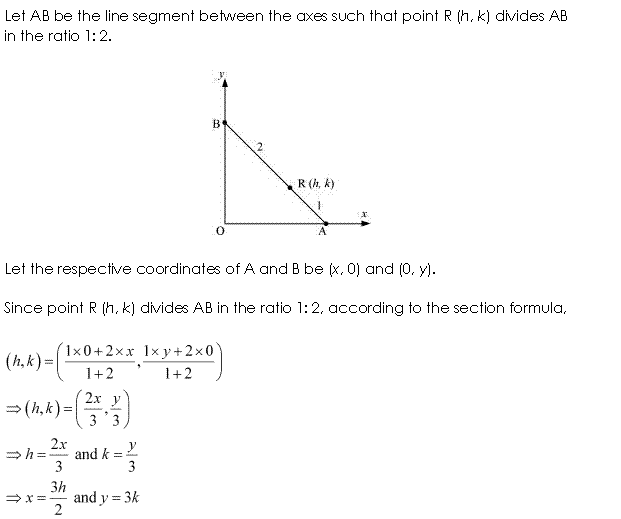 Let AB be the line segment between the axes such that point R (h, k) divides AB
in the ratio 1: 2.
y
B
2
R (h, k)
1
x
O
A
Let the respective coordinates of A and B be (x, 0) and (0, y).
Since point R (h, k) divides AB in the ratio 1: 2, according to the section formula,
(h,k)=((1×0+2×x)/(1+2), (1×y+2×0)/(1+2))
⇒(h,k)=(2x/3, y/3)
⇒h=2x/3 and k=y/3
⇒x=3h/2 and y=3k